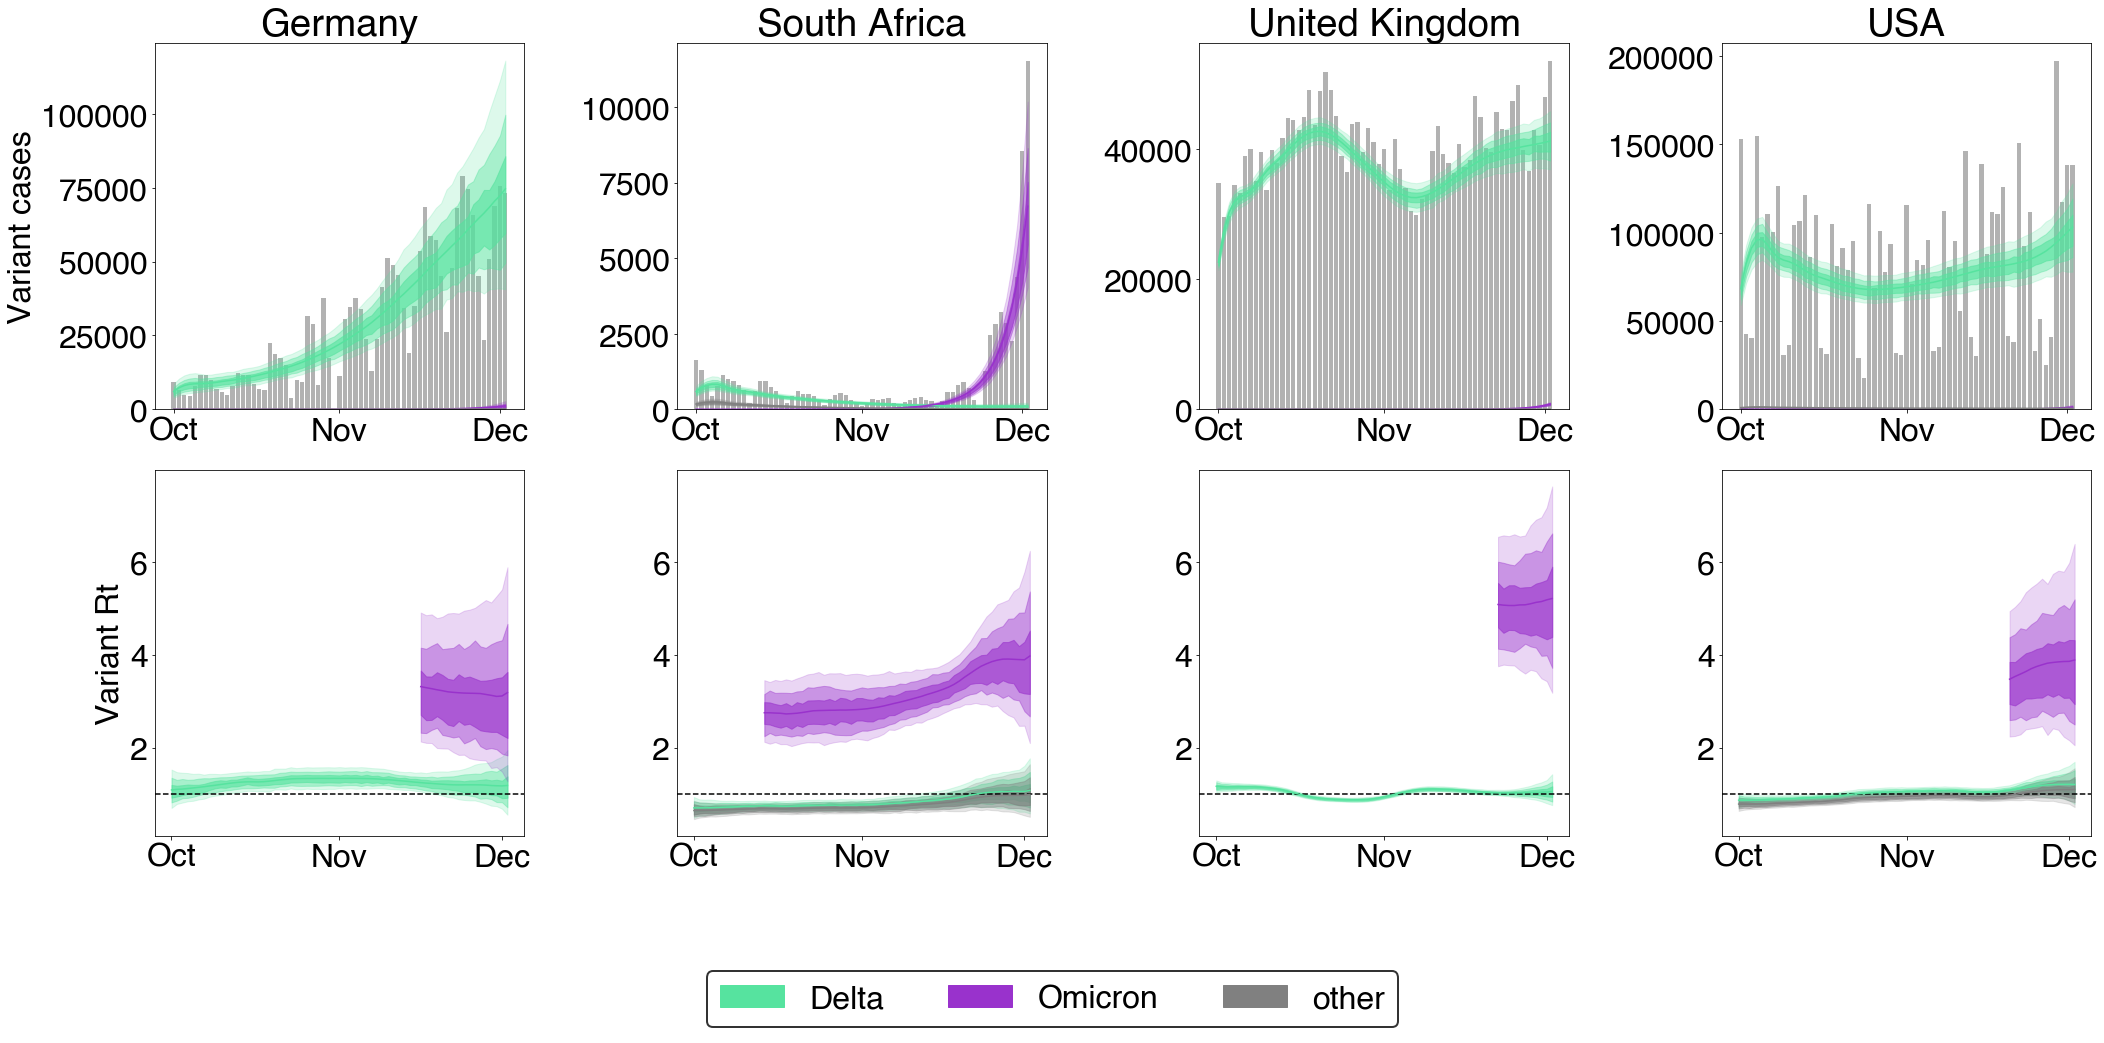 Germany
South Africa
United Kingdom
USA
Variant cases
100000
75000
50000
25000
0
Oct Nov Dec
10000
7500
5000
2500
0
Oct Nov Dec
40000
20000
0
Oct Nov Dec
200000
150000
100000
50000
0
Oct Nov Dec
Variant Rt
6
4
2
Oct Nov Dec
6
4
2
Oct Nov Dec
6
4
2
Oct Nov Dec
6
4
2
Oct Nov Dec
Delta Omicron other